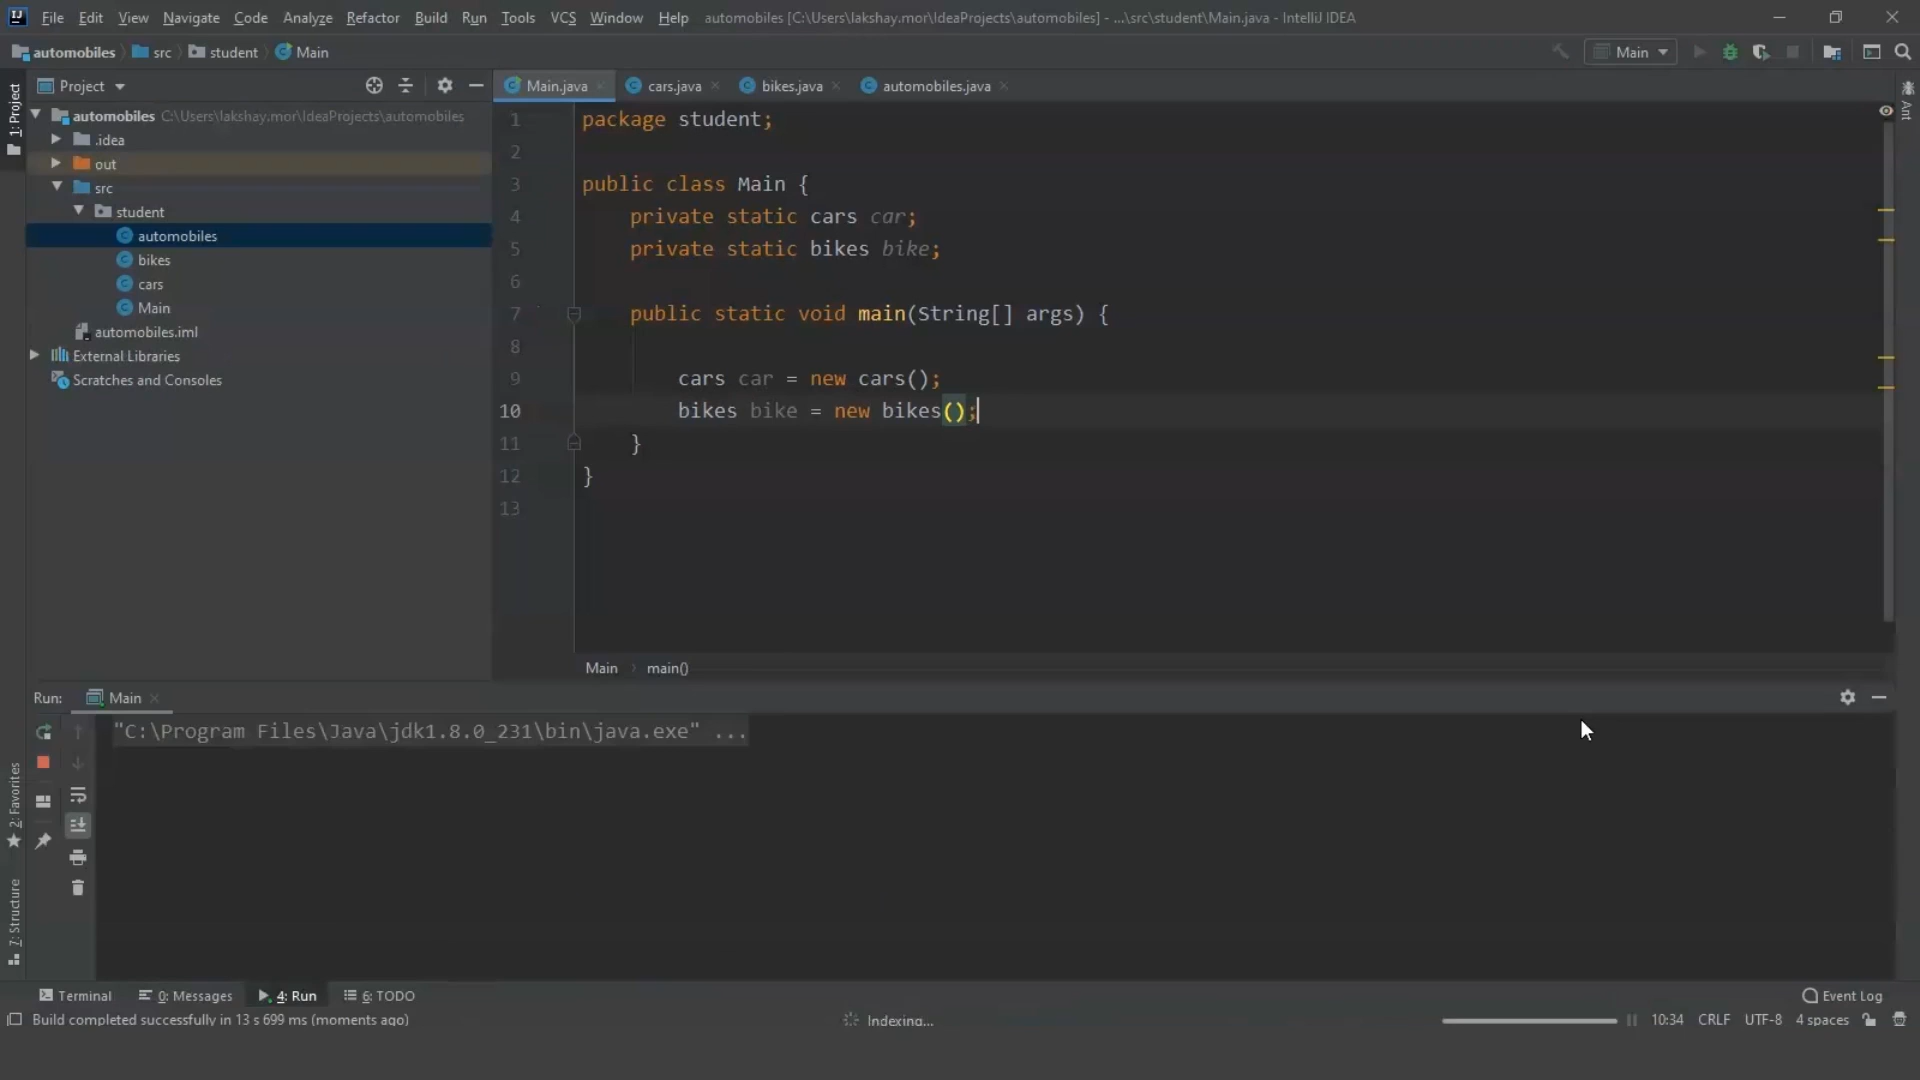 File Edit View Navigate Code Analyze Refactor Build Run Tools VCS Window Help automobiles [C:\Users\lakshay.mor\IdeaProjects\automobiles] - ...\src\student\Main.java - IntelliJ IDEA
automobiles src student Main
Main
Project
Main.java cars.java bikes.java automobiles.java
1: Project
Ant
automobiles C:\Users\lakshay.mor\IdeaProjects\automobiles
.idea
out
src
student
automobiles
bikes
cars
Main
automobiles.iml
External Libraries
Scratches and Consoles
1 package student;
2
3 public class Main {
4 private static cars car;
5 private static bikes bike;
6
7 public static void main(String[] args) {
8
9 cars car = new cars();
10 bikes bike = new bikes();
11 }
12 }
13
Main main()
Run: Main
"C:\Program Files\Java\jdk1.8.0_231\bin\java.exe" ...
2: Favorites
7: Structure
Terminal 0: Messages 4: Run 6: TODO Event Log
Build completed successfully in 13 s 699 ms (moments ago) Indexing... 10:34 CRLF UTF-8 4 spaces